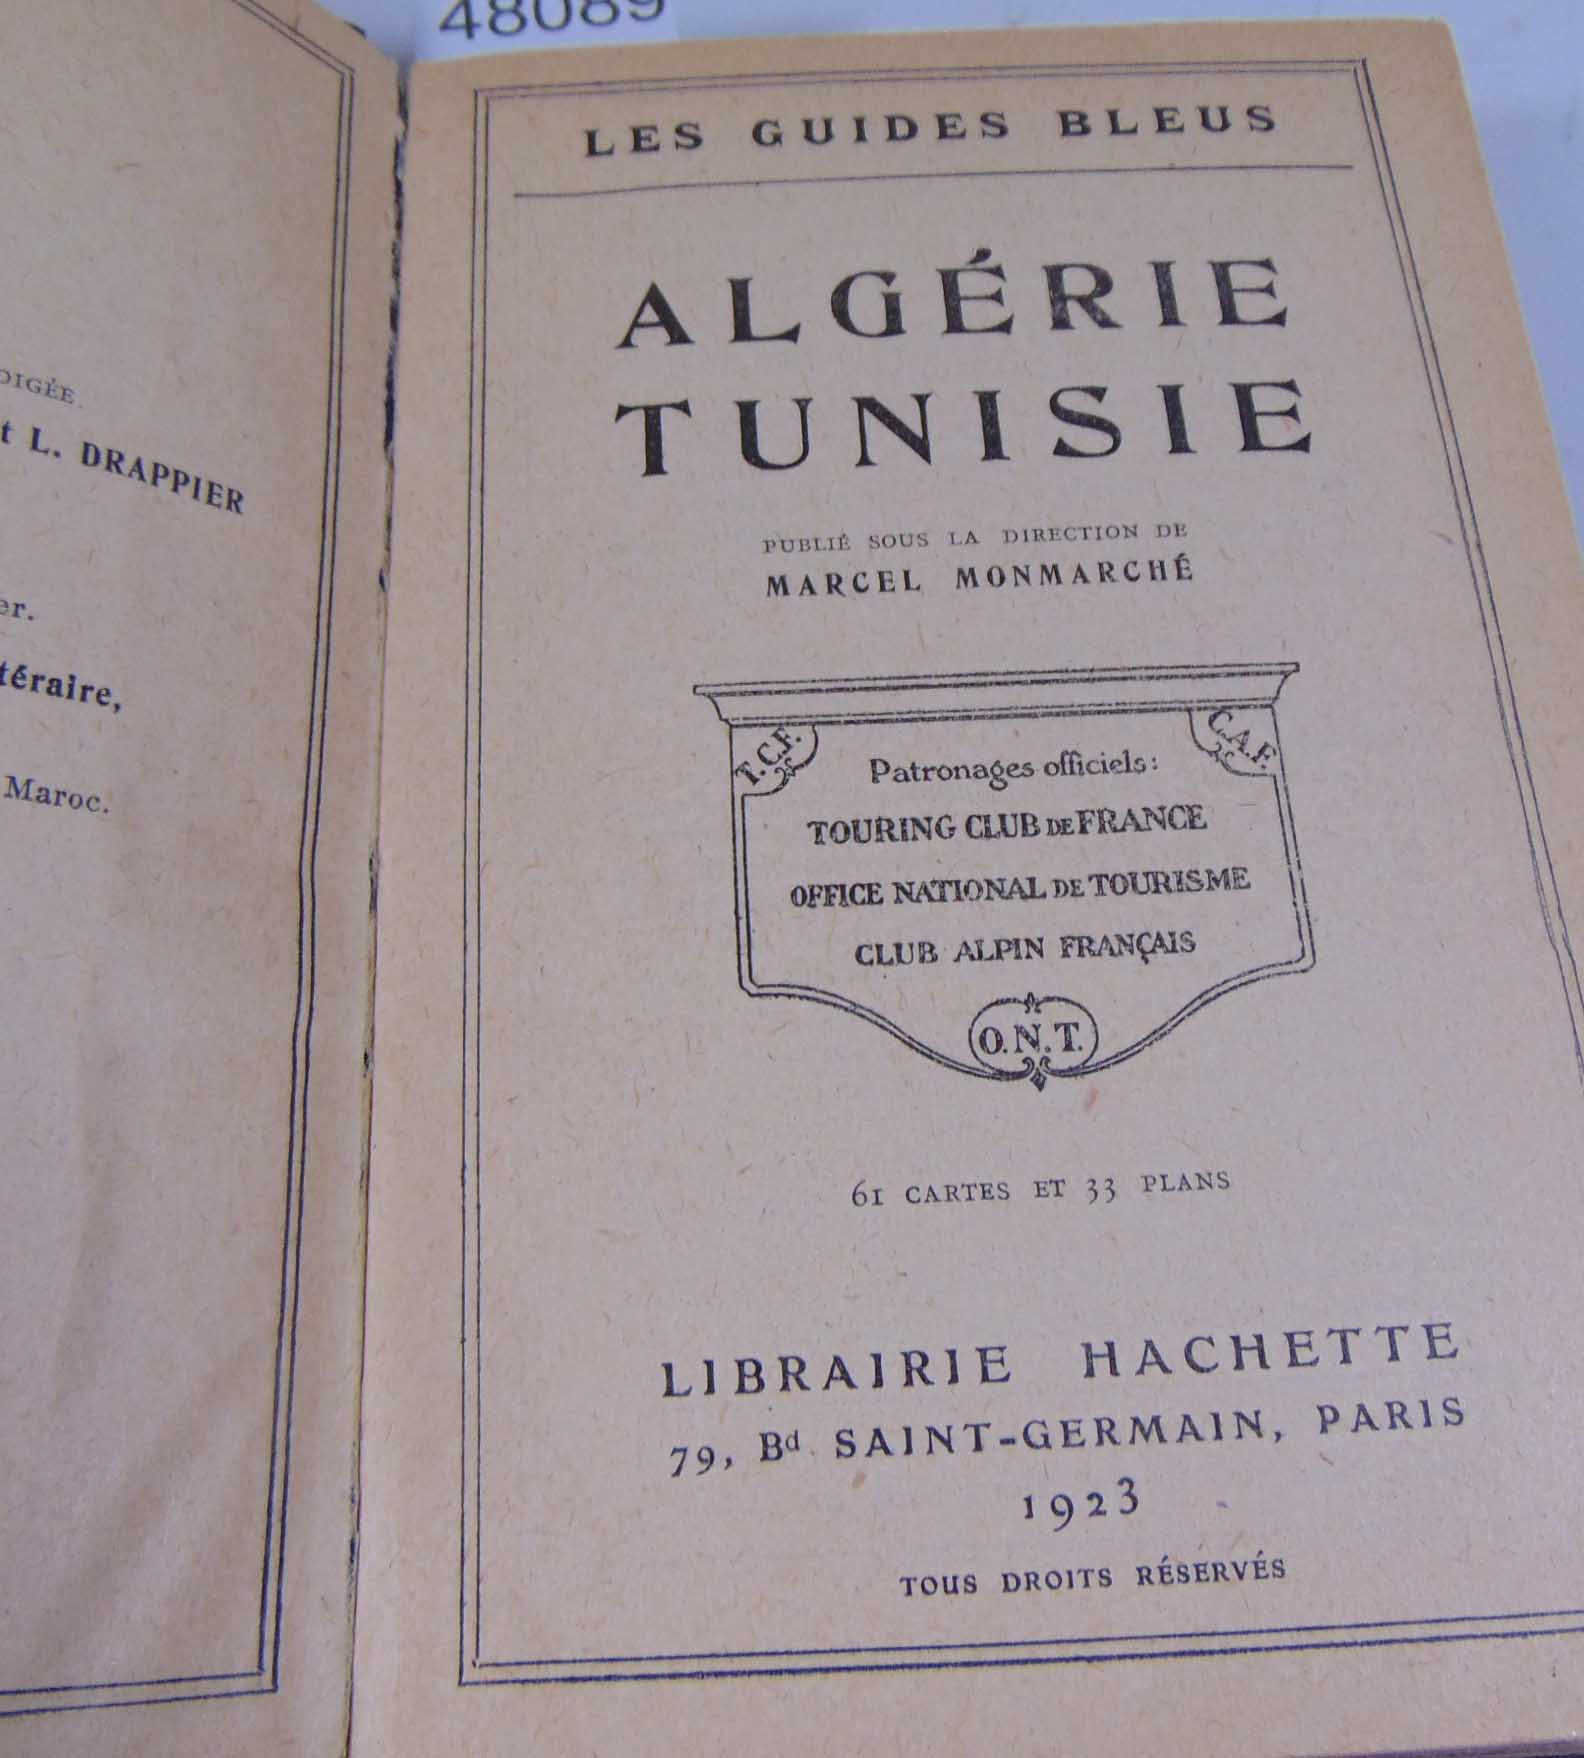 48089
DIGÉE
t L. DRAPPIER
er.
téraire,
Maroc.
LES GUIDES BLEUS
ALGÉRIE
TUNISIE
PUBLIÉ SOUS LA DIRECTION DE
MARCEL MONMARCHÉ
T.C.F.
C.A.F.
Patronages officiels:
TOURING CLUB DE FRANCE
OFFICE NATIONAL DE TOURISME
CLUB ALPIN FRANÇAIS
O.N.T.
61 CARTES ET 33 PLANS
LIBRAIRIE HACHETTE
79, Bd SAINT-GERMAIN, PARIS
1923
TOUS DROITS RÉSERVÉS